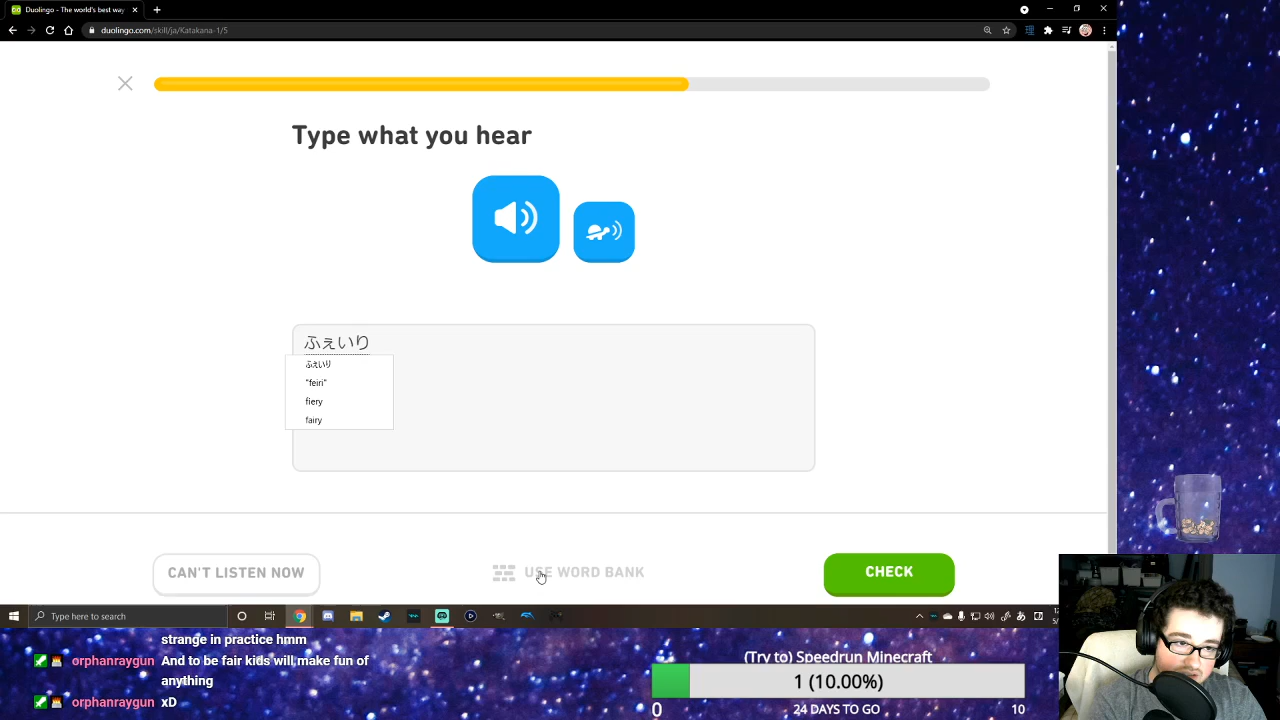 Duolingo - The world's best way
duolingo.com/skill/ja/Katakana-1/5
Type what you hear
ふぇいり
ふぇいり
"feiri"
fiery
fairy
CAN'T LISTEN NOW
USE WORD BANK
CHECK
Type here to search
strange in practice hmm
orphanraygun And to be fair kids will make fun of
anything
orphanraygun xD
(Try to) Speedrun Minecraft
1 (10.00%)
0 24 DAYS TO GO 10